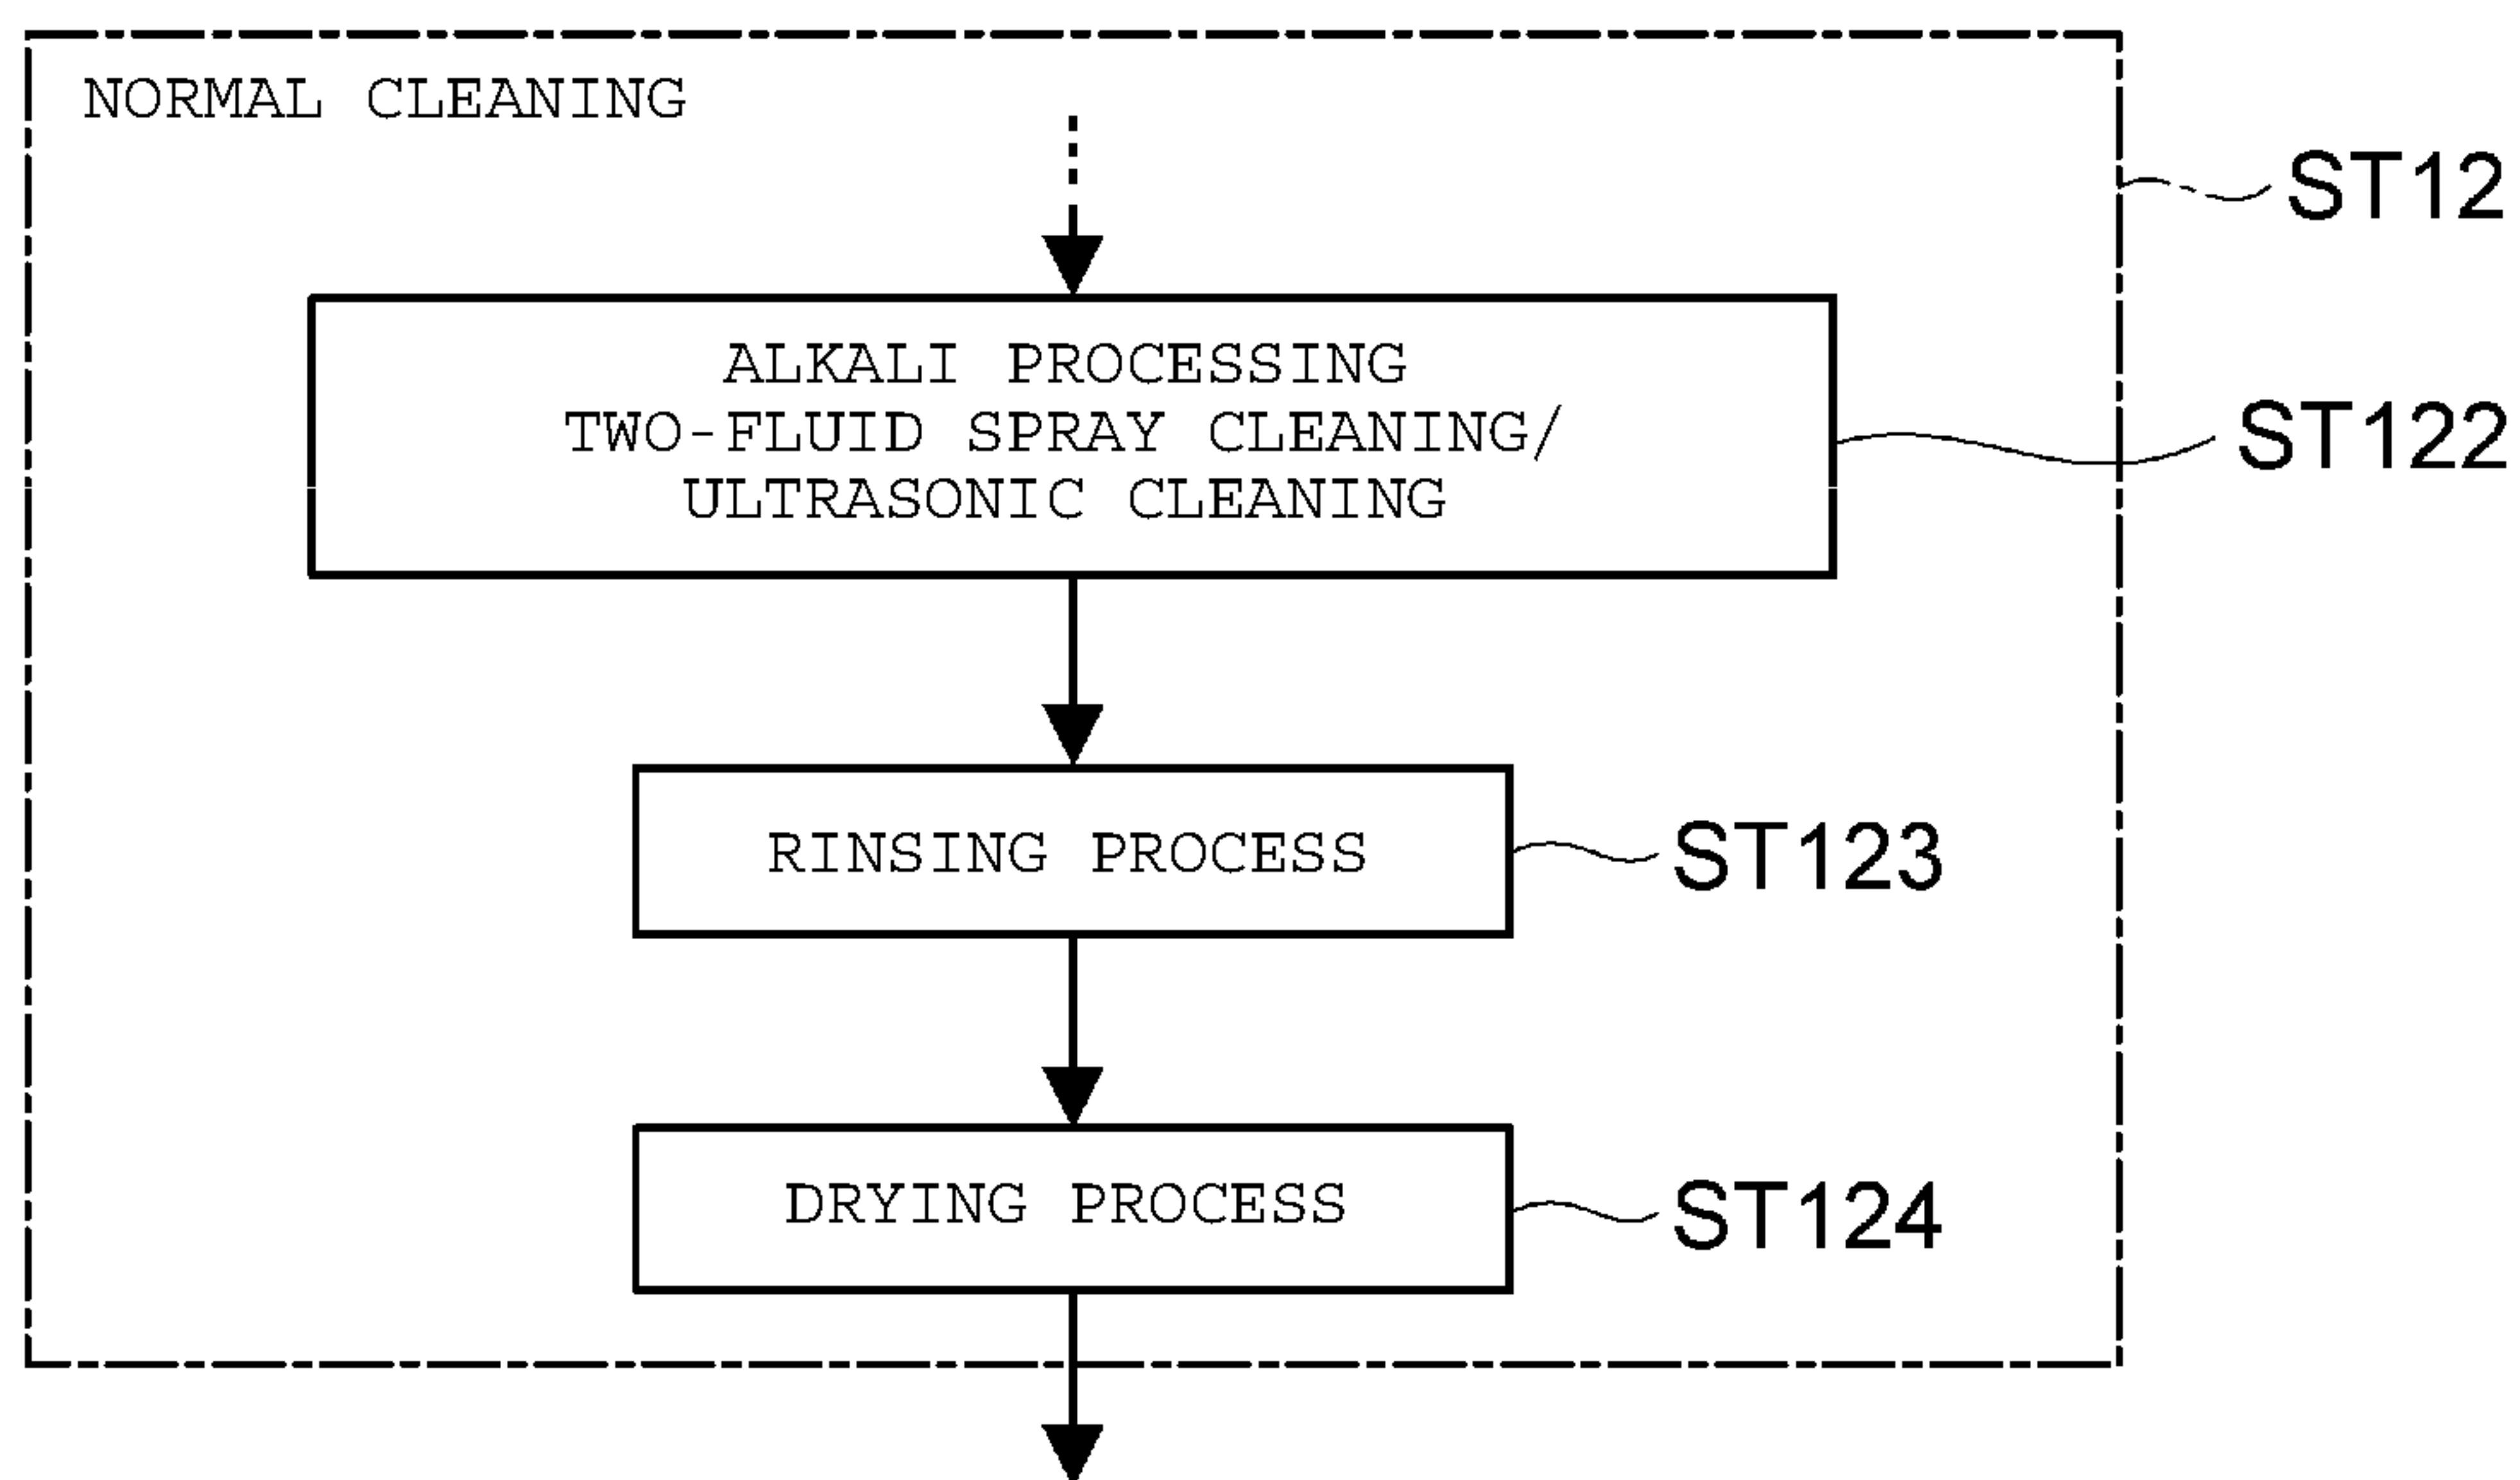 NORMAL CLEANING
ST12
ALKALI PROCESSING
TWO-FLUID SPRAY CLEANING/
ULTRASONIC CLEANING
ST122
RINSING PROCESS
ST123
DRYING PROCESS
ST124